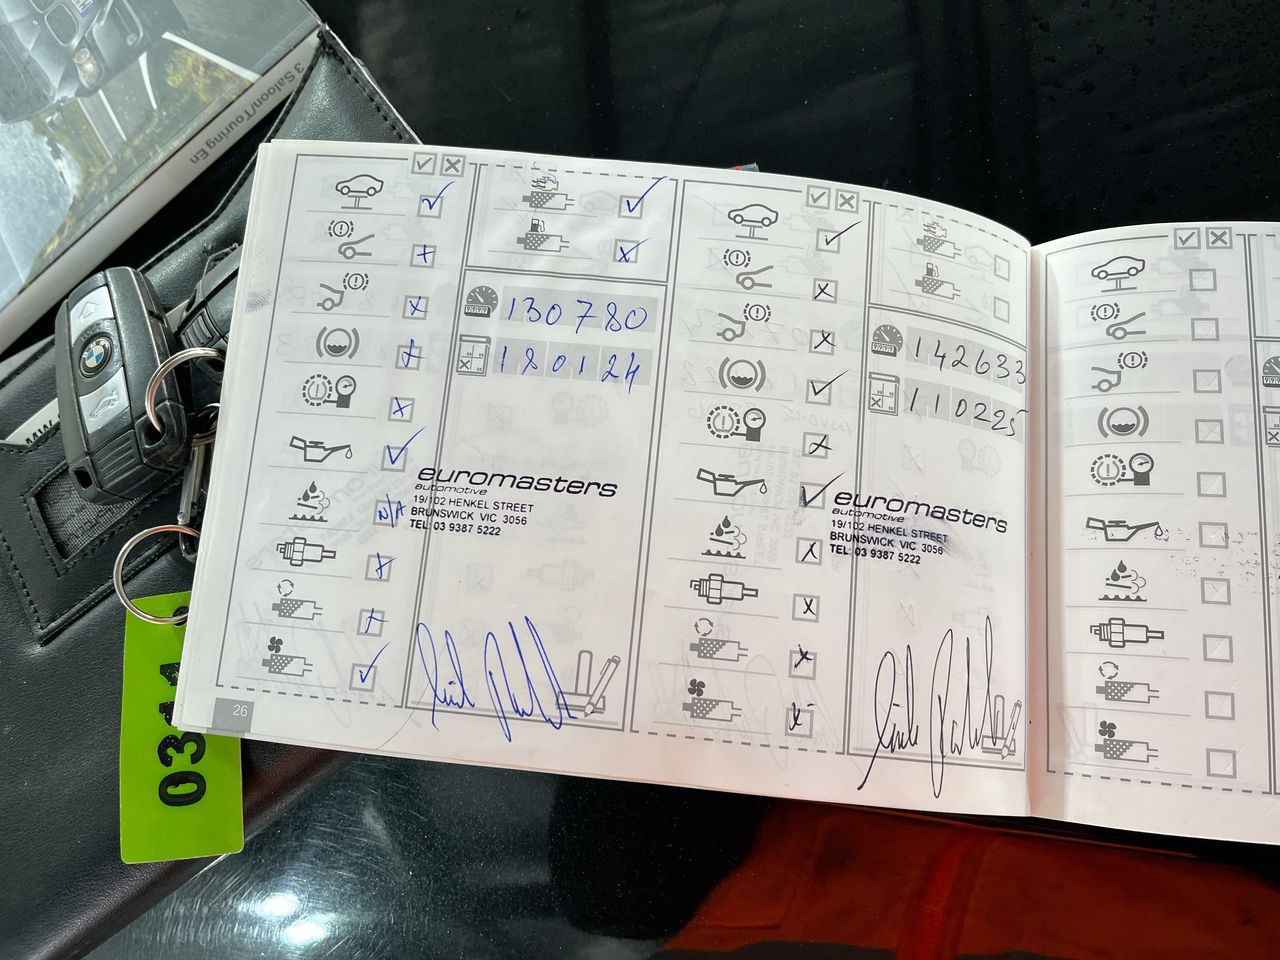 3 Saloon/Touring En
130780
180124
N/A
euromasters
automotive
19/102 HENKEL STREET
BRUNSWICK VIC 3056
TEL: 03 9387 5222
26
142633
110225
euromasters
automotive
19/102 HENKEL STREET
BRUNSWICK VIC 3056
TEL: 03 9387 5222
BMW